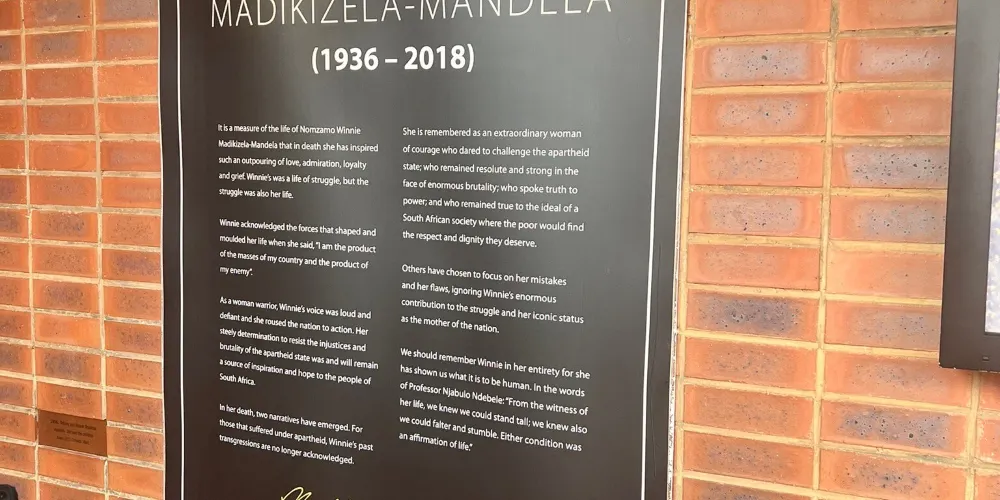 MADIKIZELA-MANDELA
(1936 – 2018)
It is a measure of the life of Nomzamo Winnie
Madikizela-Mandela that in death she has inspired
such an outpouring of love, admiration, loyalty
and grief. Winnie's was a life of struggle, but the
struggle was also her life.
Winnie acknowledged the forces that shaped and
moulded her life when she said, "I am the product
of the masses of my country and the product of
my enemy".
As a woman warrior, Winnie's voice was loud and
defiant and she roused the nation to action. Her
steely determination to resist the injustices and
brutality of the apartheid state was and will remain
a source of inspiration and hope to the people of
South Africa.
In her death, two narratives have emerged. For
those that suffered under apartheid, Winnie's past
transgressions are no longer acknowledged.
She is remembered as an extraordinary woman
of courage who dared to challenge the apartheid
state; who remained resolute and strong in the
face of enormous brutality; who spoke truth to
power; and who remained true to the ideal of a
South African society where the poor would find
the respect and dignity they deserve.
Others have chosen to focus on her mistakes
and her flaws, ignoring Winnie's enormous
contribution to the struggle and her iconic status
as the mother of the nation.
We should remember Winnie in her entirety for she
has shown us what it is to be human. In the words
of Professor Njabulo Ndebele: "From the witness of
her life, we knew we could stand tall; we knew also
we could falter and stumble. Either condition was
an affirmation of life."